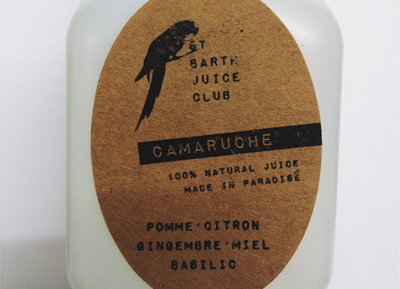 ST
BARTH
JUICE
CLUB
CAMARUCHE
100% NATURAL JUICE
MADE IN PARADISE
POMME·CITRON
GINGEMBRE·MIEL
BASILIC